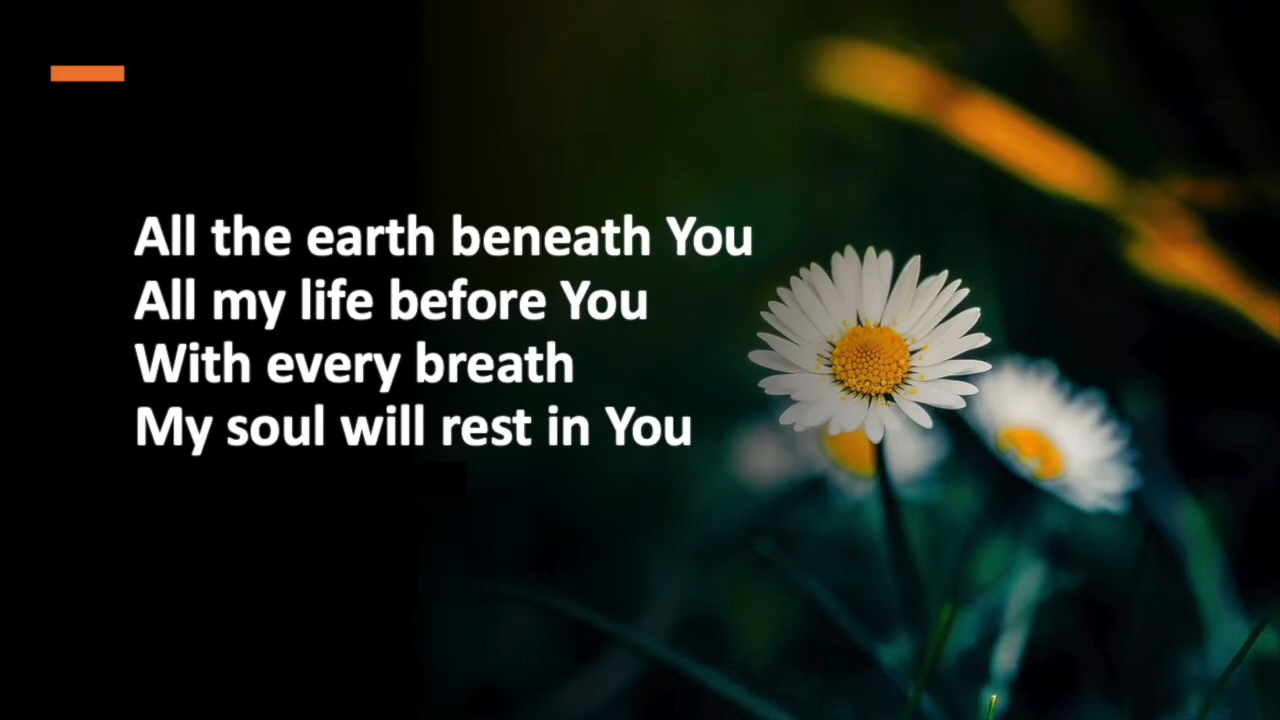 All the earth beneath You
All my life before You
With every breath
My soul will rest in You